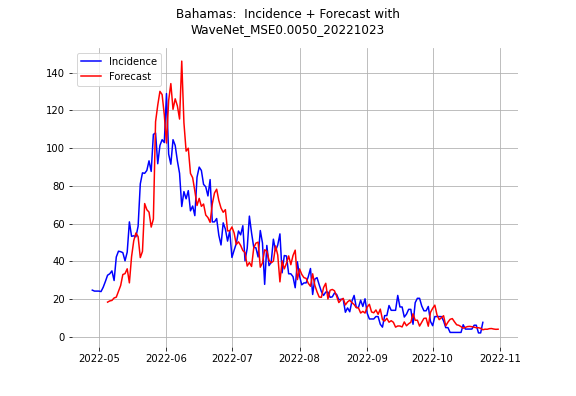 Bahamas:  Incidence + Forecast with
WaveNet_MSE0.0050_20221023
Incidence
Forecast
140
120
100
80
60
40
20
0
2022-05 2022-06 2022-07 2022-08 2022-09 2022-10 2022-11